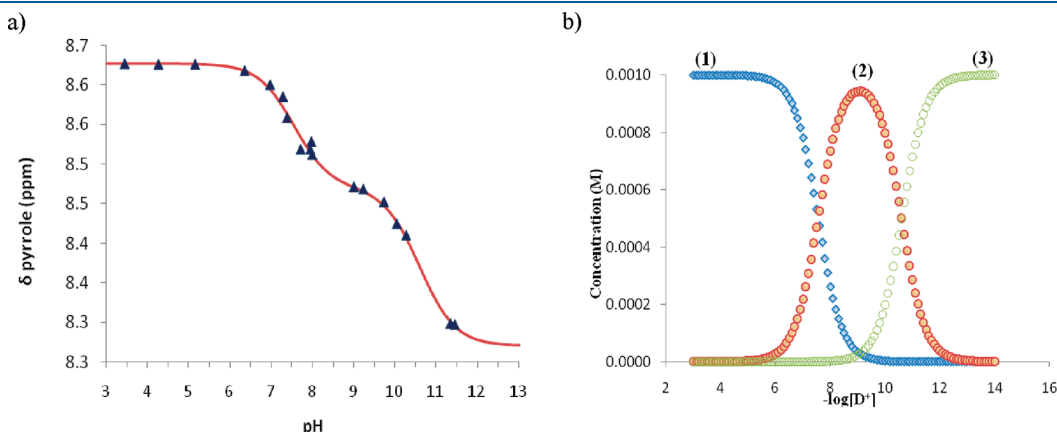 a)
8.7
8.6
8.6
8.5
8.5
8.4
8.4
8.3
8.3
δ pyrrole (ppm)
3 4 5 6 7 8 9 10 11 12 13
pH
b)
(1) (2) (3)
0.0010
0.0008
0.0006
0.0004
0.0002
0.0000
Concentration (M)
2 4 6 8 10 12 14 16
-log[D⁺]